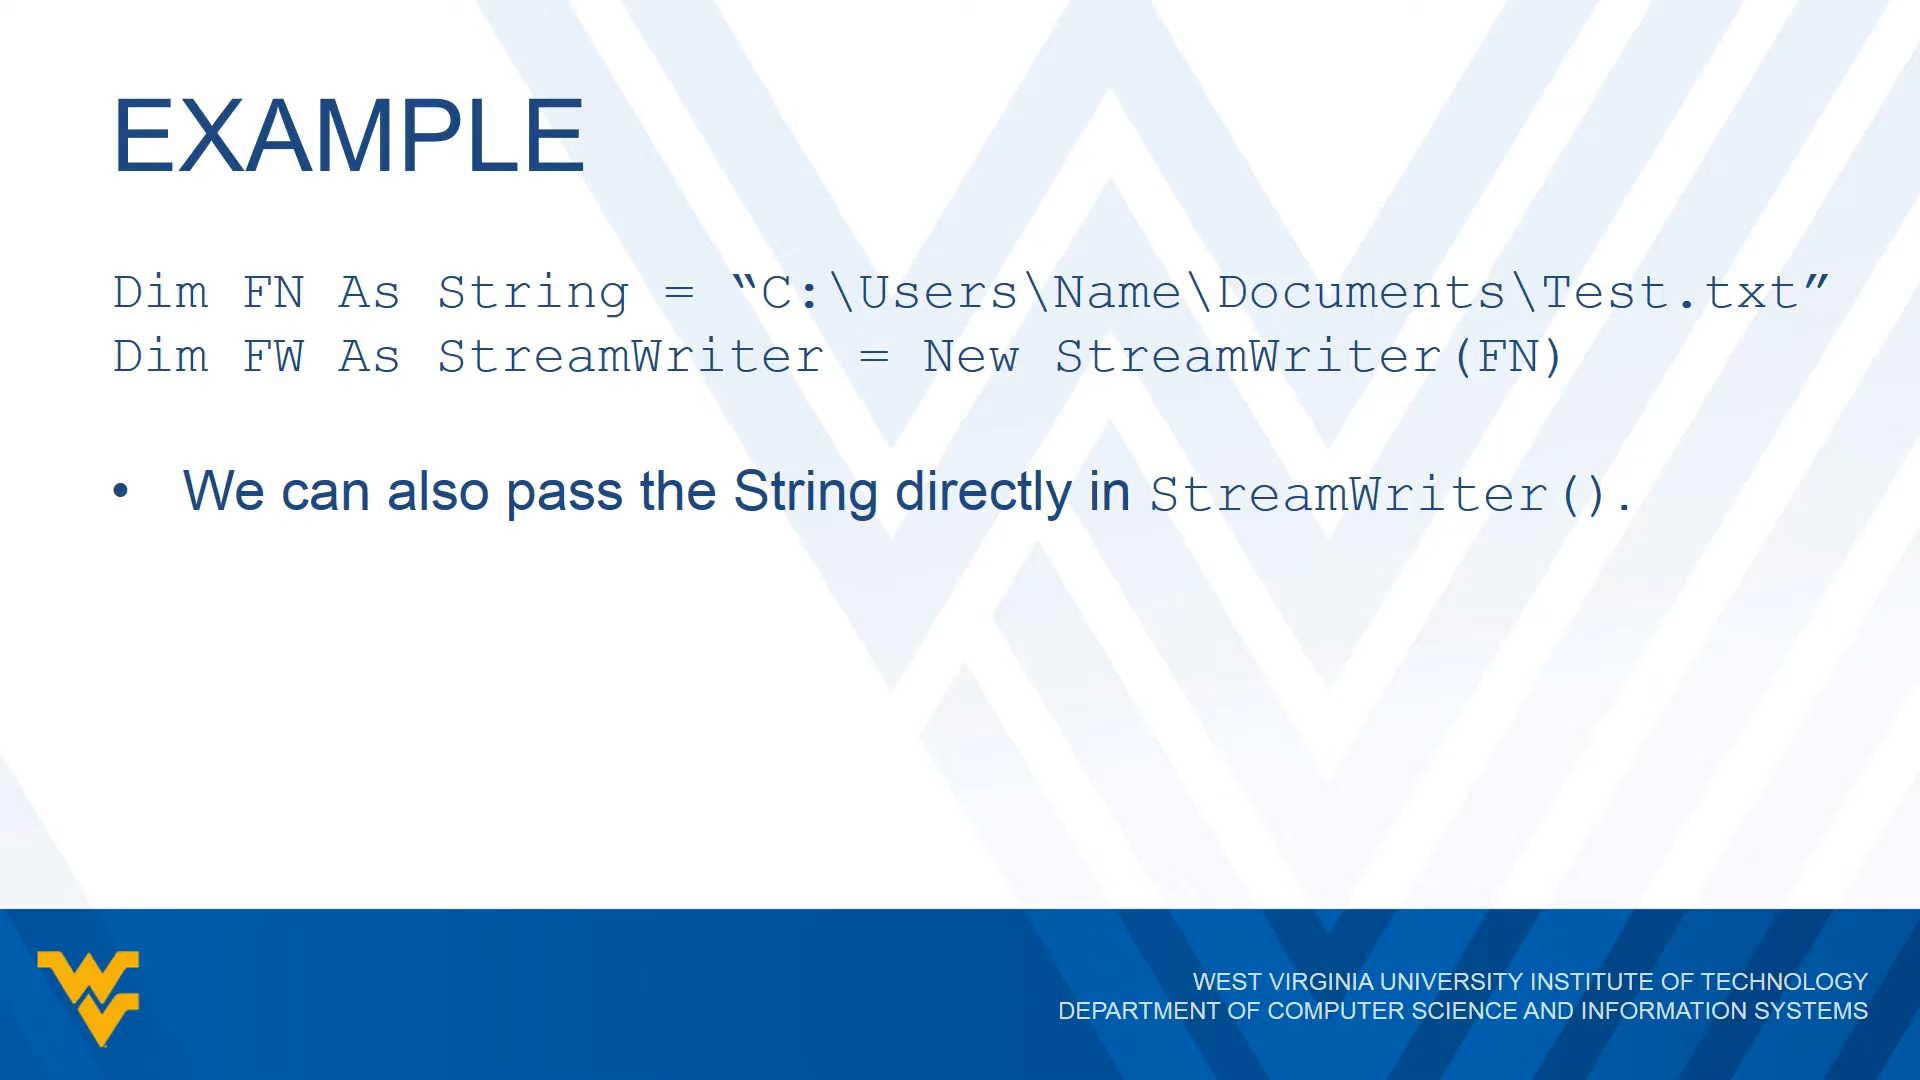 EXAMPLE
Dim FN As String = “C:\Users\Name\Documents\Test.txt”
Dim FW As StreamWriter = New StreamWriter(FN)
• We can also pass the String directly in StreamWriter().
WEST VIRGINIA UNIVERSITY INSTITUTE OF TECHNOLOGY
DEPARTMENT OF COMPUTER SCIENCE AND INFORMATION SYSTEMS